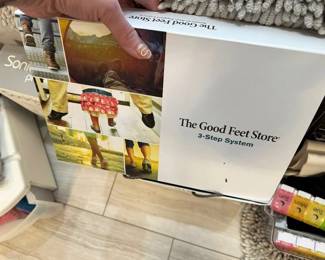 The Good Feet Store
The Good Feet Store®
3-Step System